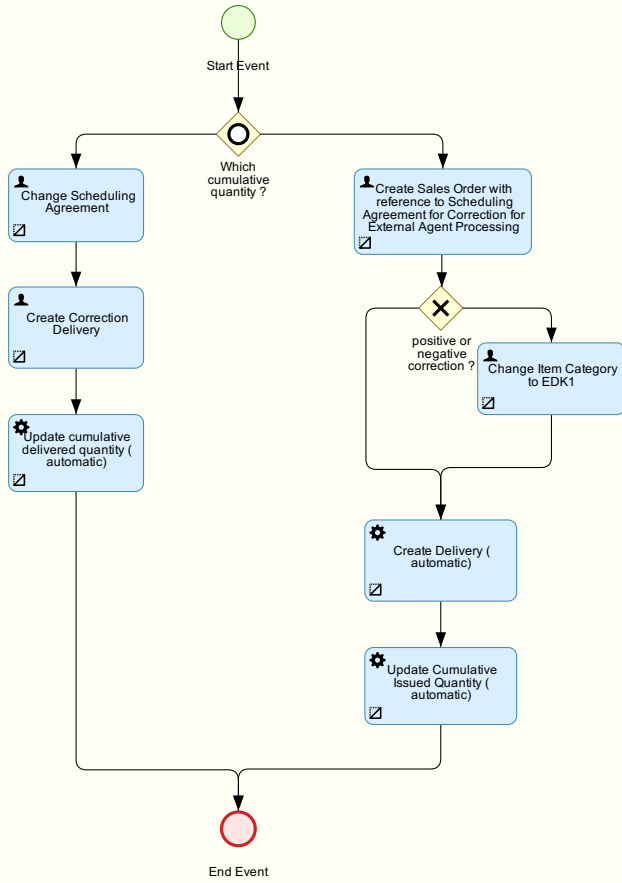 Start Event
Which
cumulative
quantity ?
Change Scheduling
Agreement
Create Sales Order with
reference to Scheduling
Agreement for Correction for
External Agent Processing
Create Correction
Delivery
positive or
negative
correction ?
Change Item Category
to EDK1
Update cumulative
delivered quantity (
automatic)
Create Delivery (
automatic)
Update Cumulative
Issued Quantity (
automatic)
End Event